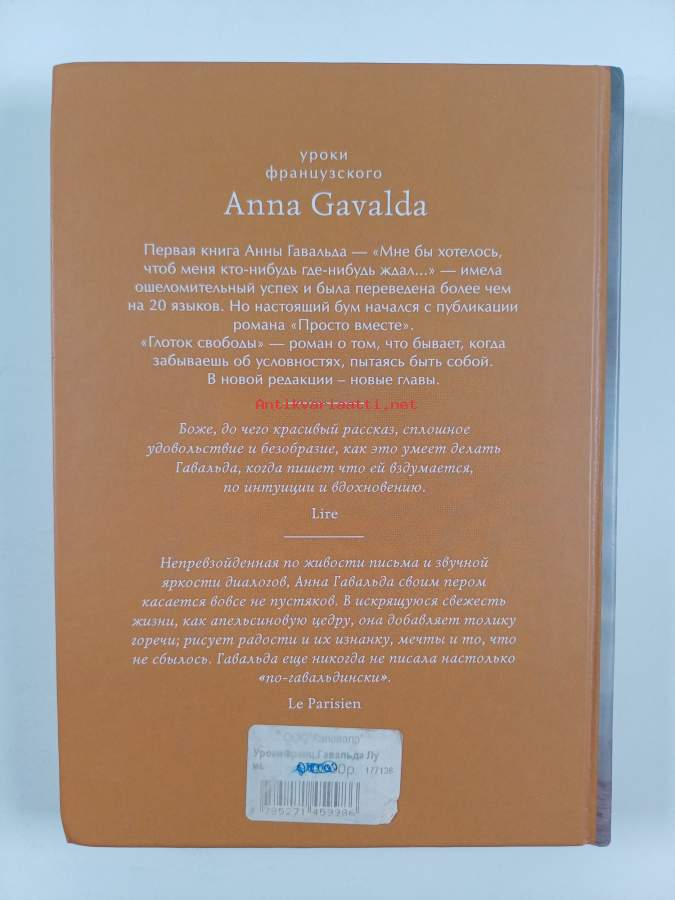 уроки
французского
Anna Gavalda
Первая книга Анны Гавальда — «Мне бы хотелось,
чтоб меня кто-нибудь где-нибудь ждал...» — имела
ошеломительный успех и была переведена более чем
на 20 языков. Но настоящий бум начался с публикации
романа «Просто вместе».
«Глоток свободы» — роман о том, что бывает, когда
забываешь об условностях, пытаясь быть собой.
В новой редакции – новые главы.
Antikvariaatti.net
Боже, до чего красивый рассказ, сплошное
удовольствие и безобразие, как это умеет делать
Гавальда, когда пишет что ей вздумается,
по интуиции и вдохновению.
Lire
Непревзойденная по живости письма и звучной
яркости диалогов, Анна Гавальда своим пером
касается вовсе не пустяков. В искрящуюся свежесть
жизни, как апельсиновую цедру, она добавляет толику
горечи; рисует радости и их изнанку, мечты и то, что
не сбылось. Гавальда еще никогда не писала настолько
«по-гавальдински».
Le Parisien
ООО
Гавальда Лу
0р. 177136